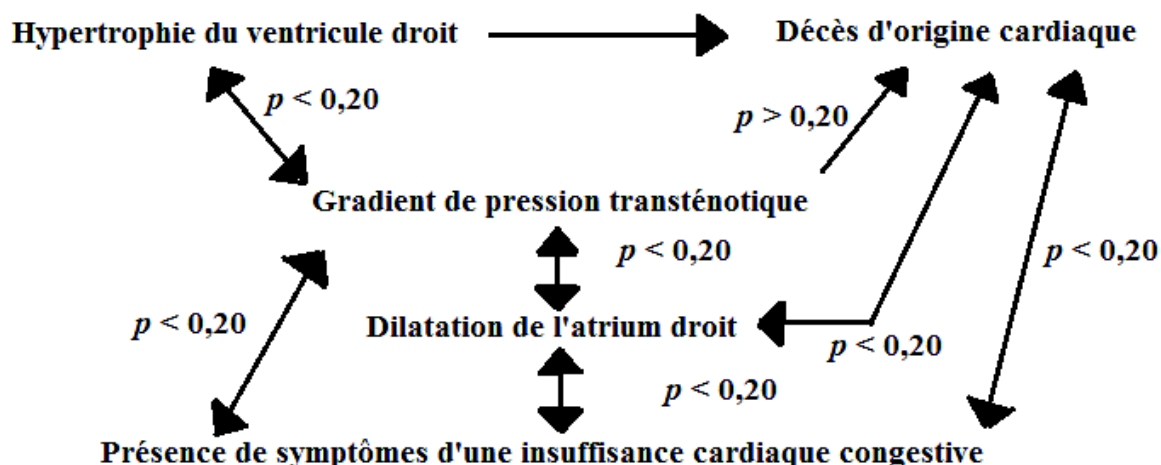 Hypertrophie du ventricule droit
Décès d'origine cardiaque
p < 0,20
p > 0,20
Gradient de pression transténotique
p < 0,20
p < 0,20
p < 0,20
Dilatation de l'atrium droit
p < 0,20
p < 0,20
Présence de symptômes d'une insuffisance cardiaque congestive